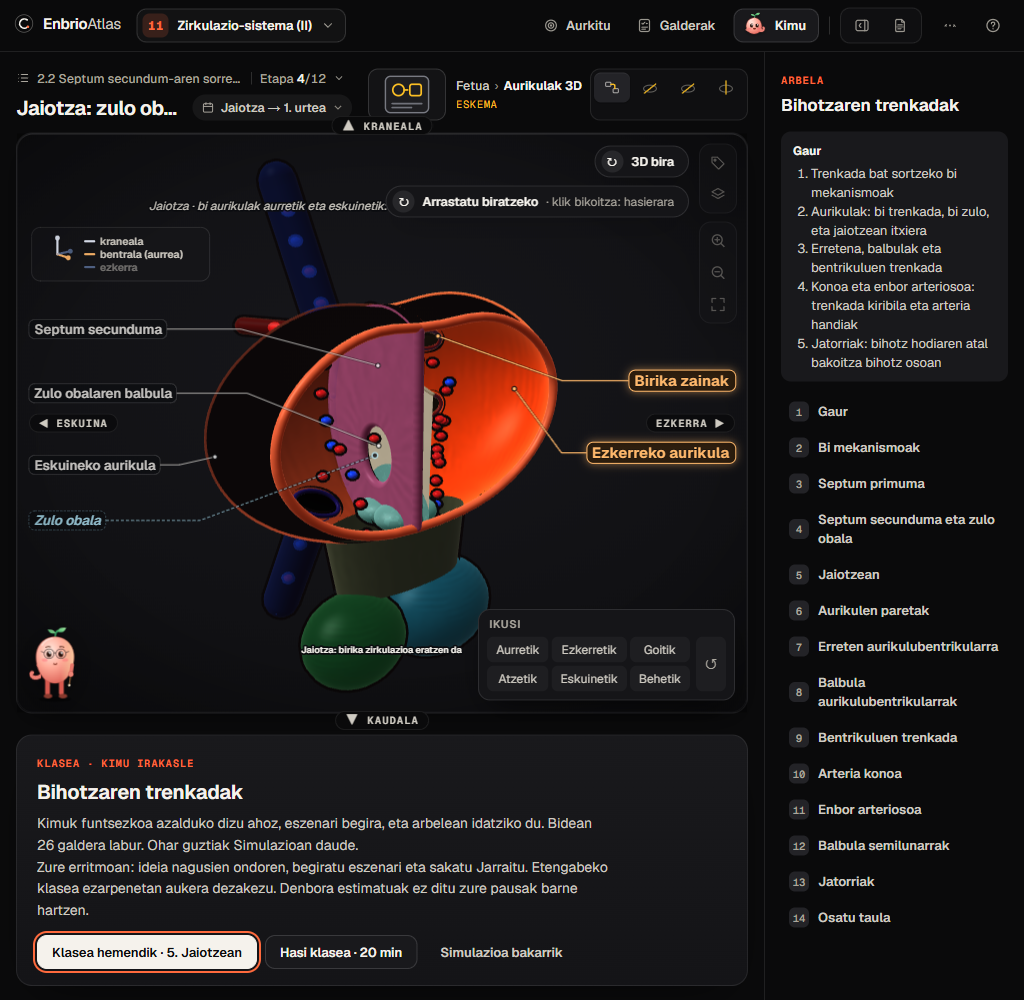 EnbrioAtlas
11 Zirkulazio-sistema (II)
Aurkitu
Galderak
Kimu
2.2 Septum secundum-aren sorre...
Etapa 4/12
Jaiotza: zulo ob...
Jaiotza → 1. urtea
Fetua › Aurikulak 3D
ESKEMA
▲ KRANEALA
3D bira
Jaiotza · bi aurikulak aurretik eta eskuinetik.
Arrastatu biratzeko · klik bikoitza: hasierara
kraneala
bentrala (aurrea)
ezkerra
Septum secunduma
Zulo obalaren balbula
◀ ESKUINA
Eskuineko aurikula
Zulo obala
Birika zainak
EZKERRA ▶
Ezkerreko aurikula
Jaiotza: birika zirkulazioa eratzen da
IKUSI
Aurretik
Ezkerretik
Goitik
Atzetik
Eskuinetik
Behetik
▼ KAUDALA
KLASEA · KIMU IRAKASLE
Bihotzaren trenkadak
Kimuk funtsezkoa azalduko dizu ahoz, eszenari begira, eta arbelean idatziko du. Bidean
26 galdera labur. Ohar guztiak Simulazioan daude.
Zure erritmoan: ideia nagusien ondoren, begiratu eszenari eta sakatu Jarraitu. Etengabeko
klasea ezarpenetan aukera dezakezu. Denbora estimatuak ez ditu zure pausak barne
hartzen.
Klasea hemendik · 5. Jaiotzean
Hasi klasea · 20 min
Simulazioa bakarrik
ARBELA
Bihotzaren trenkadak
Gaur
1. Trenkada bat sortzeko bi
mekanismoak
2. Aurikulak: bi trenkada, bi zulo,
eta jaiotzean itxiera
3. Erretena, balbulak eta
bentrikuluen trenkada
4. Konoa eta enbor arteriosoa:
trenkada kiribila eta arteria
handiak
5. Jatorriak: bihotz hodiaren atal
bakoitza bihotz osoan
1 Gaur
2 Bi mekanismoak
3 Septum primuma
4 Septum secunduma eta zulo
obala
5 Jaiotzean
6 Aurikulen paretak
7 Erreten aurikulubentrikularra
8 Balbula
aurikulubentrikularrak
9 Bentrikuluen trenkada
10 Arteria konoa
11 Enbor arteriosoa
12 Balbula semilunarrak
13 Jatorriak
14 Osatu taula